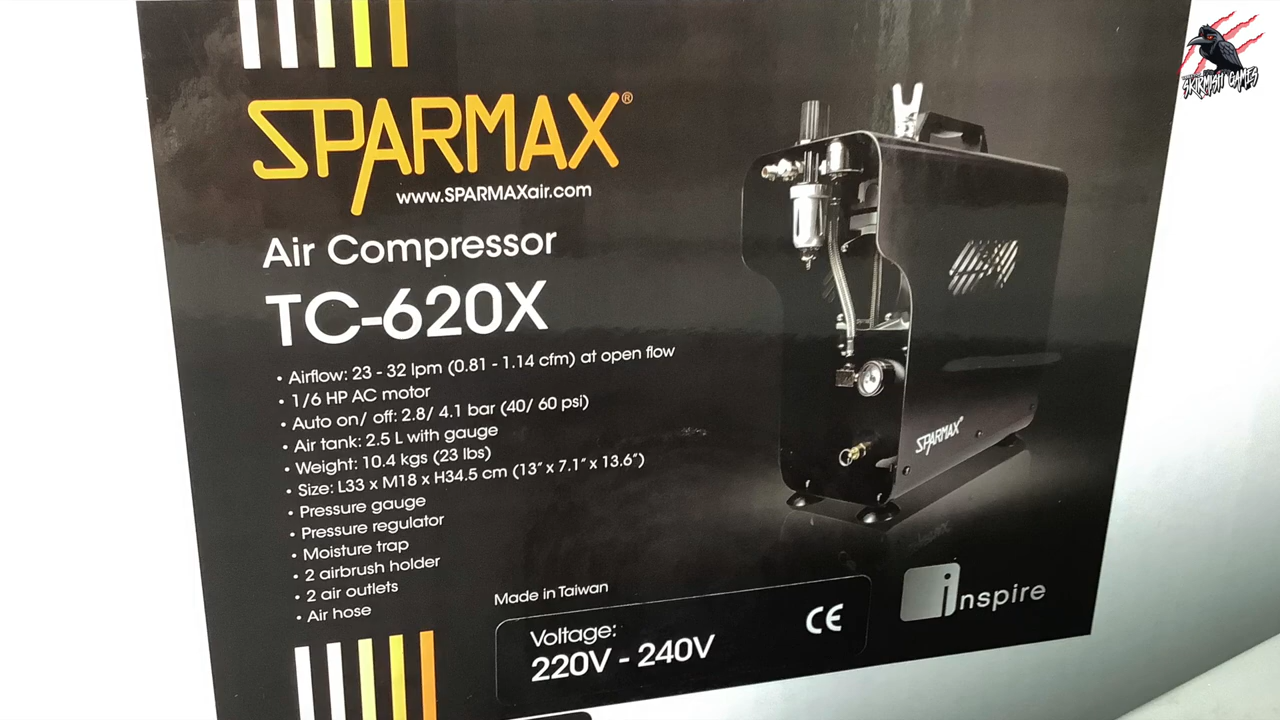 SKIRMISH GAMES
SPARMAX®
www.SPARMAXair.com
Air Compressor
TC-620X
• Airflow: 23 - 32 lpm (0.81 - 1.14 cfm) at open flow
• 1/6 HP AC motor
• Auto on/ off: 2.8/ 4.1 bar (40/ 60 psi)
• Air tank: 2.5 L with gauge
• Weight: 10.4 kgs (23 lbs)
• Size: L33 x M18 x H34.5 cm (13″ x 7.1″ x 13.6″)
• Pressure gauge
• Pressure regulator
• Moisture trap
• 2 airbrush holder
• 2 air outlets
• Air hose
SPARMAX
Made in Taiwan
Voltage:
220V - 240V
CE
inspire